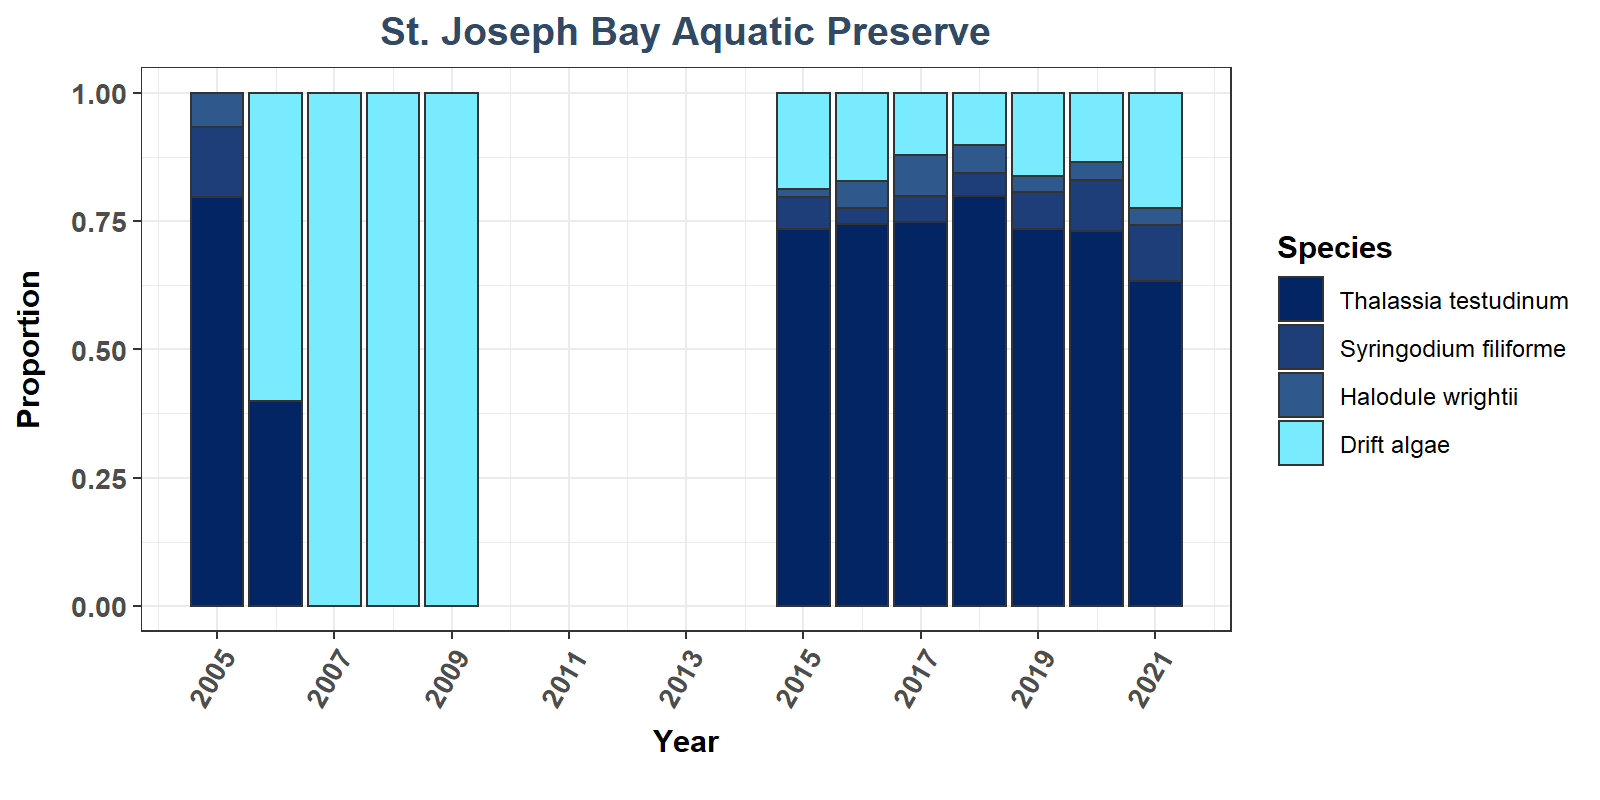 St. Joseph Bay Aquatic Preserve
Proportion
1.00
0.75
0.50
0.25
0.00
2005
2007
2009
2011
2013
2015
2017
2019
2021
Year
Species
Thalassia testudinum
Syringodium filiforme
Halodule wrightii
Drift algae